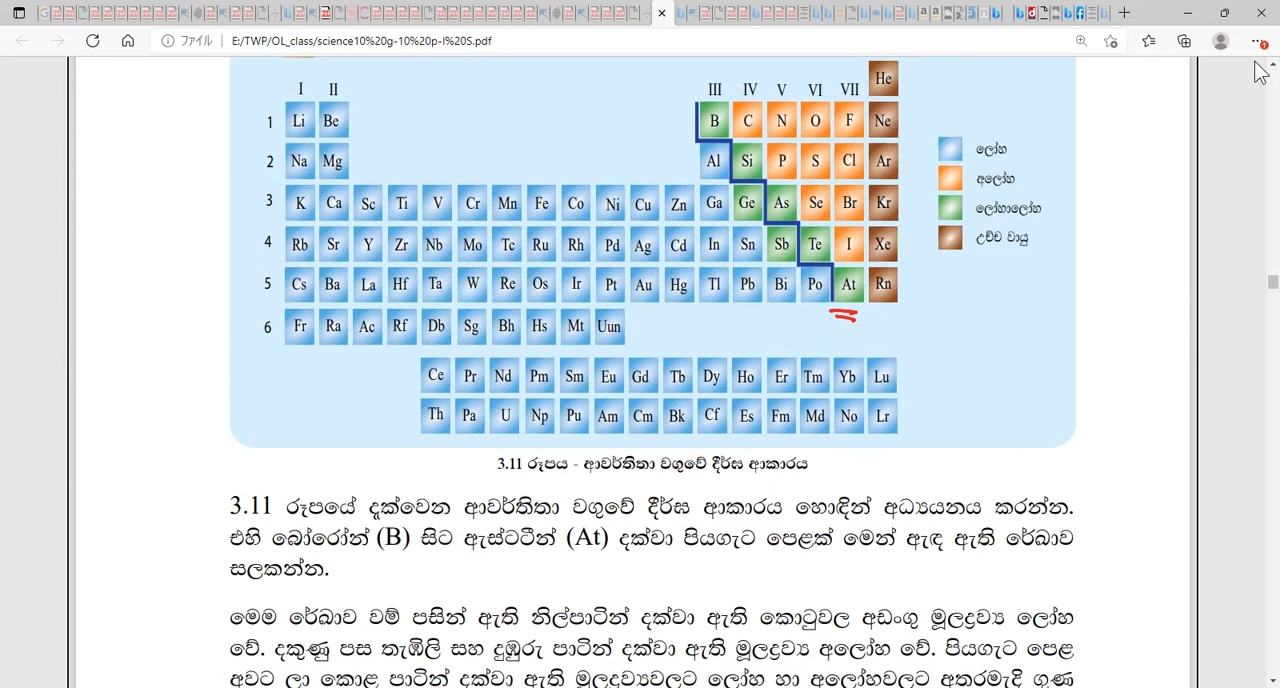 ファイル E:/TWP/OL_class/science10%20g-10%20p-I%20S.pdf
He
I II III IV V VI VII
1 Li Be B C N O F Ne
2 Na Mg Al Si P S Cl Ar
3 K Ca Sc Ti V Cr Mn Fe Co Ni Cu Zn Ga Ge As Se Br Kr
4 Rb Sr Y Zr Nb Mo Tc Ru Rh Pd Ag Cd In Sn Sb Te I Xe
5 Cs Ba La Hf Ta W Re Os Ir Pt Au Hg Tl Pb Bi Po At Rn
6 Fr Ra Ac Rf Db Sg Bh Hs Mt Uun
Ce Pr Nd Pm Sm Eu Gd Tb Dy Ho Er Tm Yb Lu
Th Pa U Np Pu Am Cm Bk Cf Es Fm Md No Lr
ලෝහ
අලෝහ
ලෝහාලෝහ
උච්ච වායු
3.11 රූපය - ආවර්තිතා වගුවේ දීර්ඝ ආකාරය
3.11 රූපයේ දැක්වෙන ආවර්තිතා වගුවේ දීර්ඝ ආකාරය හොඳින් අධ්‍යයනය කරන්න.
එහි බෝරෝන් (B) සිට ඇස්ටටීන් (At) දක්වා පියගැට පෙළක් මෙන් ඇඳ ඇති රේඛාව
සලකන්න.
මෙම රේඛාව වම් පසින් ඇති නිල්පාටින් දක්වා ඇති කොටුවල අඩංගු මූලද්‍රව්‍ය ලෝහ
වේ. දකුණු පස තැඹිලි සහ දුඹුරු පාටින් දක්වා ඇති මූලද්‍රව්‍ය අලෝහ වේ. පියගැට පෙළ
අවට ලා කොළ පාටින් දක්වා ඇති මූලද්‍රව්‍යවලට ලෝහ හා අලෝහවලට අතරමැදි ගුණ